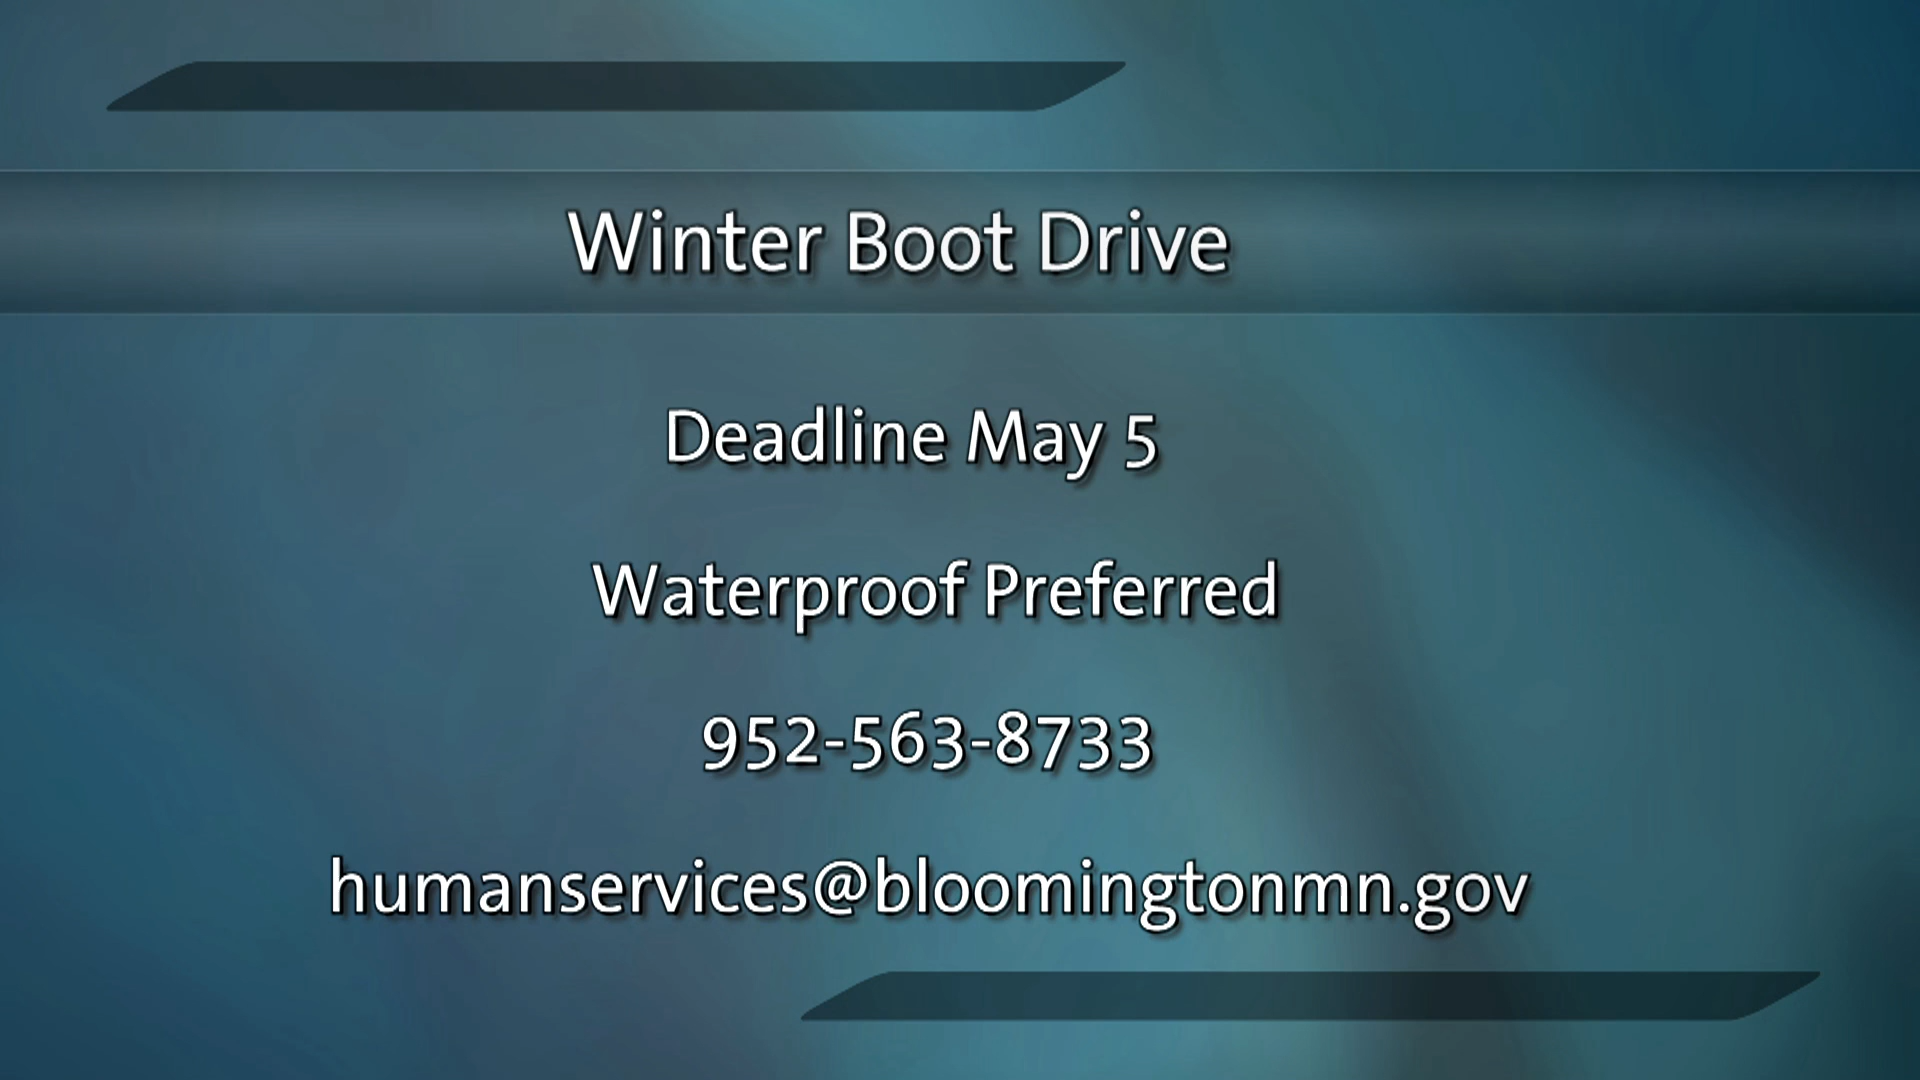 Winter Boot Drive
Deadline May 5
Waterproof Preferred
952-563-8733
humanservices@bloomingtonmn.gov